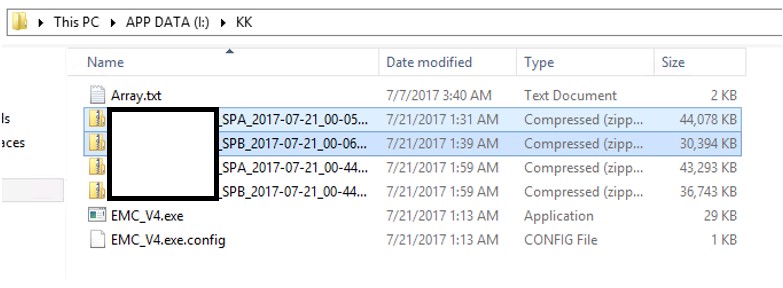 This PC APP DATA (I:) KK
Name Date modified Type Size
Array.txt 7/7/2017 3:40 AM Text Document 2 KB
_SPA_2017-07-21_00-05... 7/21/2017 1:31 AM Compressed (zipp... 44,078 KB
ls
_SPB_2017-07-21_00-06... 7/21/2017 1:39 AM Compressed (zipp... 30,394 KB
aces
_SPA_2017-07-21_00-44... 7/21/2017 1:59 AM Compressed (zipp... 43,293 KB
_SPB_2017-07-21_00-44... 7/21/2017 1:59 AM Compressed (zipp... 36,743 KB
EMC_V4.exe 7/21/2017 1:13 AM Application 29 KB
EMC_V4.exe.config 7/21/2017 1:13 AM CONFIG File 1 KB